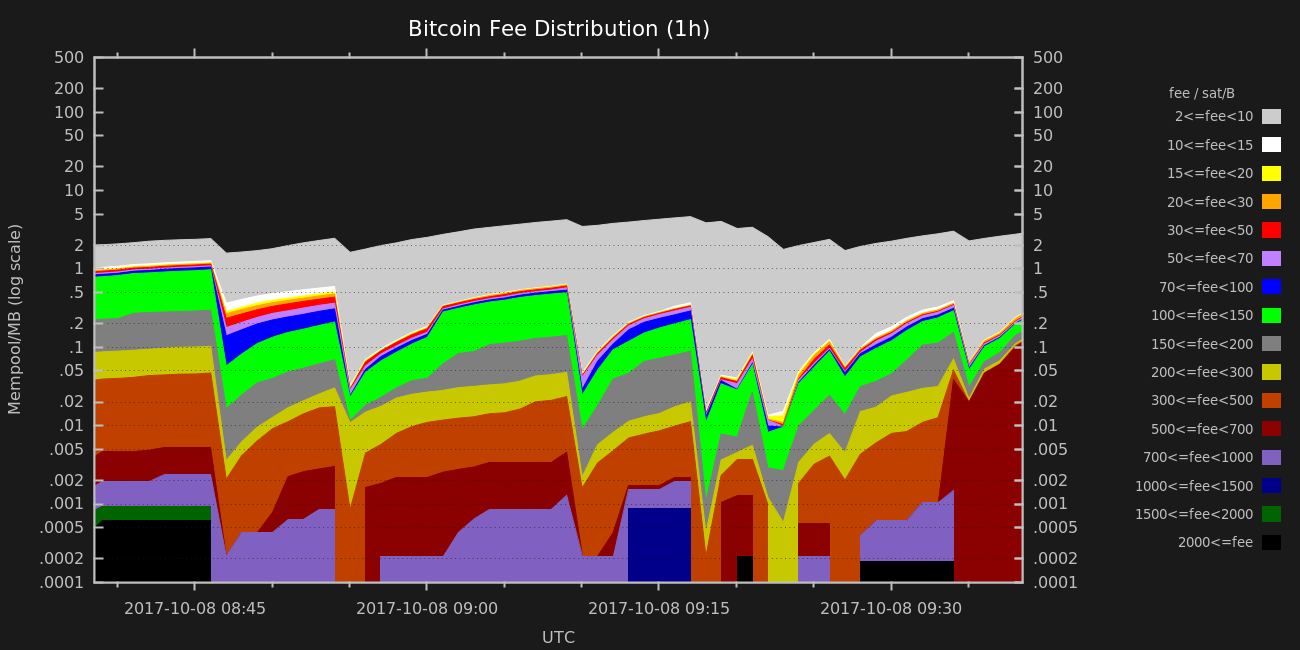 Bitcoin Fee Distribution (1h)
500 500
200 200
100 100
50 50
20 20
10 10
5 5
2 2
1 1
.5 .5
.2 .2
.1 .1
.05 .05
.02 .02
.01 .01
.005 .005
.002 .002
.001 .001
.0005 .0005
.0002 .0002
.0001 .0001
Mempool/MB (log scale)
2017-10-08 08:45 2017-10-08 09:00 2017-10-08 09:15 2017-10-08 09:30
UTC
fee / sat/B
2<=fee<10
10<=fee<15
15<=fee<20
20<=fee<30
30<=fee<50
50<=fee<70
70<=fee<100
100<=fee<150
150<=fee<200
200<=fee<300
300<=fee<500
500<=fee<700
700<=fee<1000
1000<=fee<1500
1500<=fee<2000
2000<=fee